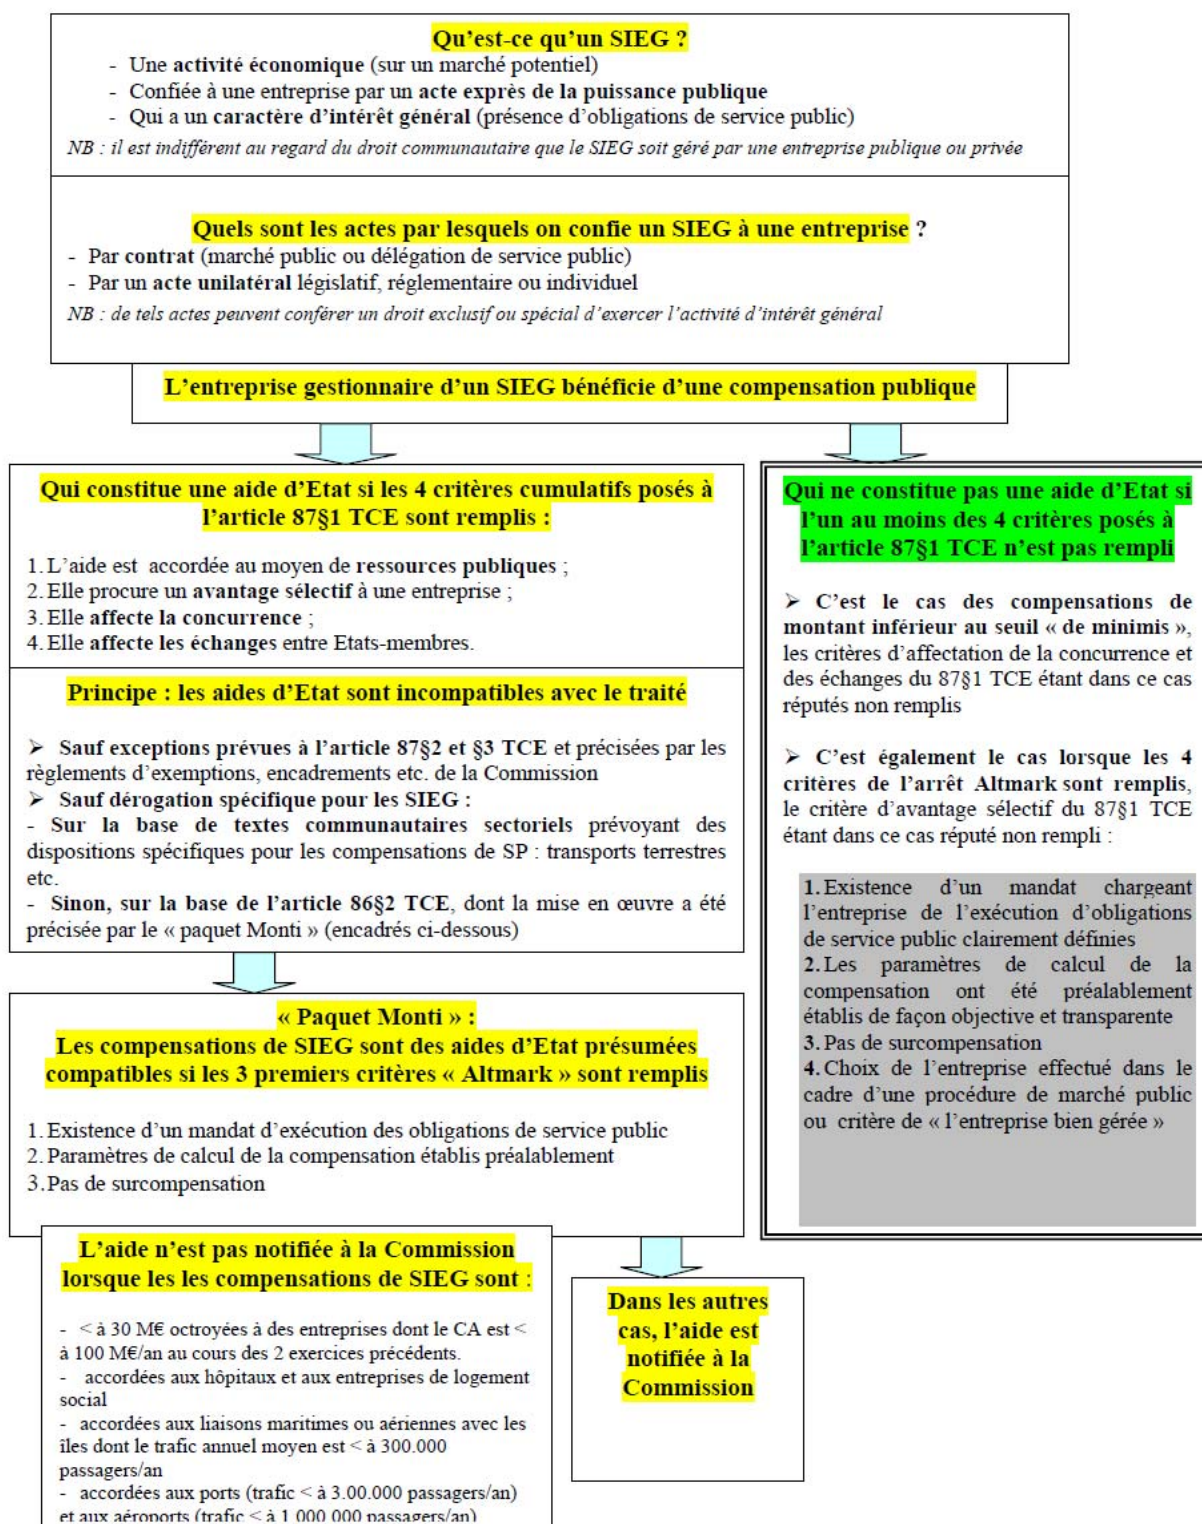 Qu’est-ce qu’un SIEG ?
- Une activité économique (sur un marché potentiel)
- Confiée à une entreprise par un acte exprès de la puissance publique
- Qui a un caractère d’intérêt général (présence d’obligations de service public)
NB : il est indifférent au regard du droit communautaire que le SIEG soit géré par une entreprise publique ou privée
Quels sont les actes par lesquels on confie un SIEG à une entreprise ?
- Par contrat (marché public ou délégation de service public)
- Par un acte unilatéral législatif, réglementaire ou individuel
NB : de tels actes peuvent conférer un droit exclusif ou spécial d’exercer l’activité d’intérêt général
L’entreprise gestionnaire d’un SIEG bénéficie d’une compensation publique
Qui constitue une aide d’Etat si les 4 critères cumulatifs posés à
l’article 87§1 TCE sont remplis :
1. L’aide est accordée au moyen de ressources publiques ;
2. Elle procure un avantage sélectif à une entreprise ;
3. Elle affecte la concurrence ;
4. Elle affecte les échanges entre Etats-membres.
Principe : les aides d’Etat sont incompatibles avec le traité
➢ Sauf exceptions prévues à l’article 87§2 et §3 TCE et précisées par les
règlements d’exemptions, encadrements etc. de la Commission
➢ Sauf dérogation spécifique pour les SIEG :
- Sur la base de textes communautaires sectoriels prévoyant des
dispositions spécifiques pour les compensations de SP : transports terrestres
etc.
- Sinon, sur la base de l’article 86§2 TCE, dont la mise en œuvre a été
précisée par le « paquet Monti » (encadrés ci-dessous)
« Paquet Monti » :
Les compensations de SIEG sont des aides d’Etat présumées
compatibles si les 3 premiers critères « Altmark » sont remplis
1. Existence d’un mandat d’exécution des obligations de service public
2. Paramètres de calcul de la compensation établis préalablement
3. Pas de surcompensation
L’aide n’est pas notifiée à la Commission
lorsque les les compensations de SIEG sont :
- < à 30 M€ octroyées à des entreprises dont le CA est <
à 100 M€/an au cours des 2 exercices précédents.
- accordées aux hôpitaux et aux entreprises de logement
social
- accordées aux liaisons maritimes ou aériennes avec les
îles dont le trafic annuel moyen est < à 300.000
passagers/an
- accordées aux ports (trafic < à 3.00.000 passagers/an)
et aux aéroports (trafic < à 1 000 000 passagers/an)
Dans les autres
cas, l’aide est
notifiée à la
Commission
Qui ne constitue pas une aide d’Etat si
l’un au moins des 4 critères posés à
l’article 87§1 TCE n’est pas rempli
➢ C’est le cas des compensations de
montant inférieur au seuil « de minimis »,
les critères d’affectation de la concurrence et
des échanges du 87§1 TCE étant dans ce cas
réputés non remplis
➢ C’est également le cas lorsque les 4
critères de l’arrêt Altmark sont remplis,
le critère d’avantage sélectif du 87§1 TCE
étant dans ce cas réputé non rempli :
1. Existence d’un mandat chargeant
l’entreprise de l’exécution d’obligations
de service public clairement définies
2. Les paramètres de calcul de la
compensation ont été préalablement
établis de façon objective et transparente
3. Pas de surcompensation
4. Choix de l’entreprise effectué dans le
cadre d’une procédure de marché public
ou critère de « l’entreprise bien gérée »